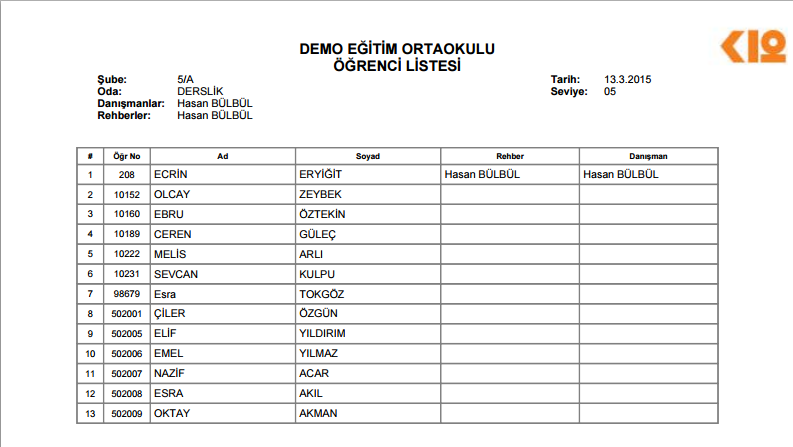 K12
DEMO EĞİTİM ORTAOKULU
ÖĞRENCİ LİSTESİ
Şube: 5/A Tarih: 13.3.2015
Oda: DERSLİK Seviye: 05
Danışmanlar: Hasan BÜLBÜL
Rehberler: Hasan BÜLBÜL
# Öğr No Ad Soyad Rehber Danışman
1 208 ECRİN ERYİĞİT Hasan BÜLBÜL Hasan BÜLBÜL
2 10152 OLCAY ZEYBEK
3 10160 EBRU ÖZTEKİN
4 10189 CEREN GÜLEÇ
5 10222 MELİS ARLI
6 10231 SEVCAN KULPU
7 98679 Esra TOKGÖZ
8 502001 ÇİLER ÖZGÜN
9 502005 ELİF YILDIRIM
10 502006 EMEL YILMAZ
11 502007 NAZİF ACAR
12 502008 ESRA AKIL
13 502009 OKTAY AKMAN